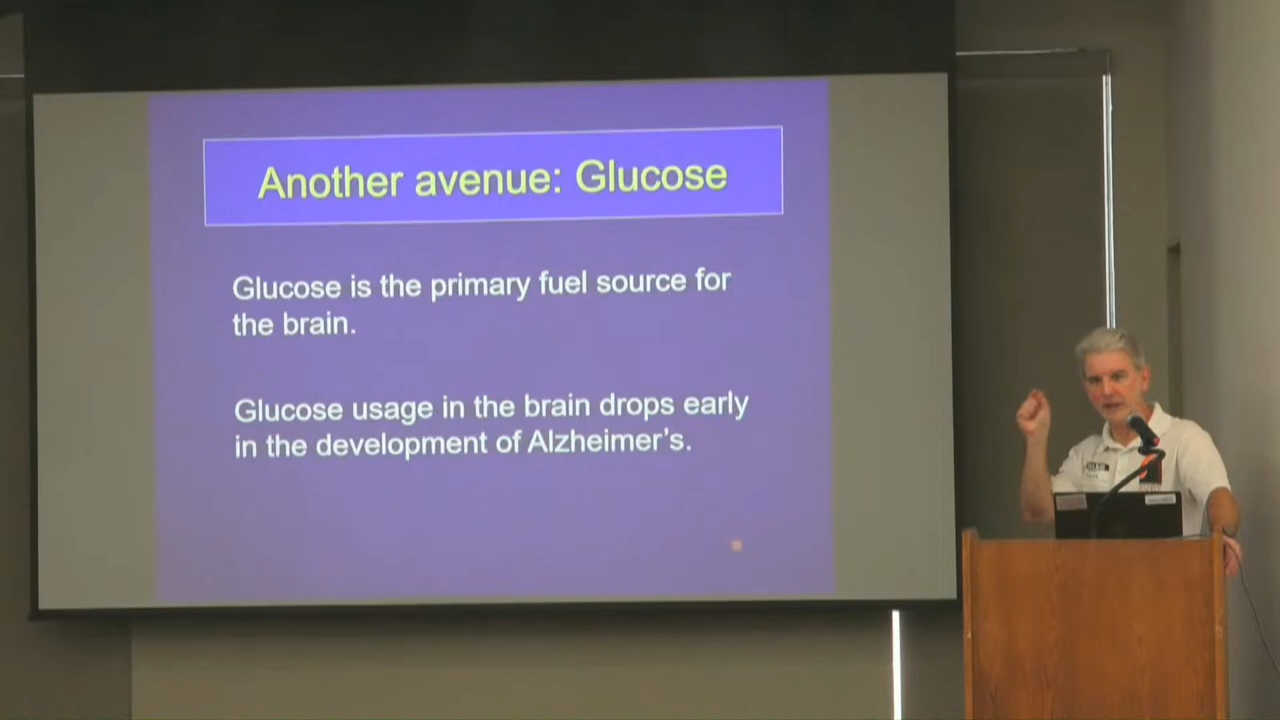 Another avenue: Glucose
Glucose is the primary fuel source for
the brain.
Glucose usage in the brain drops early
in the development of Alzheimer's.